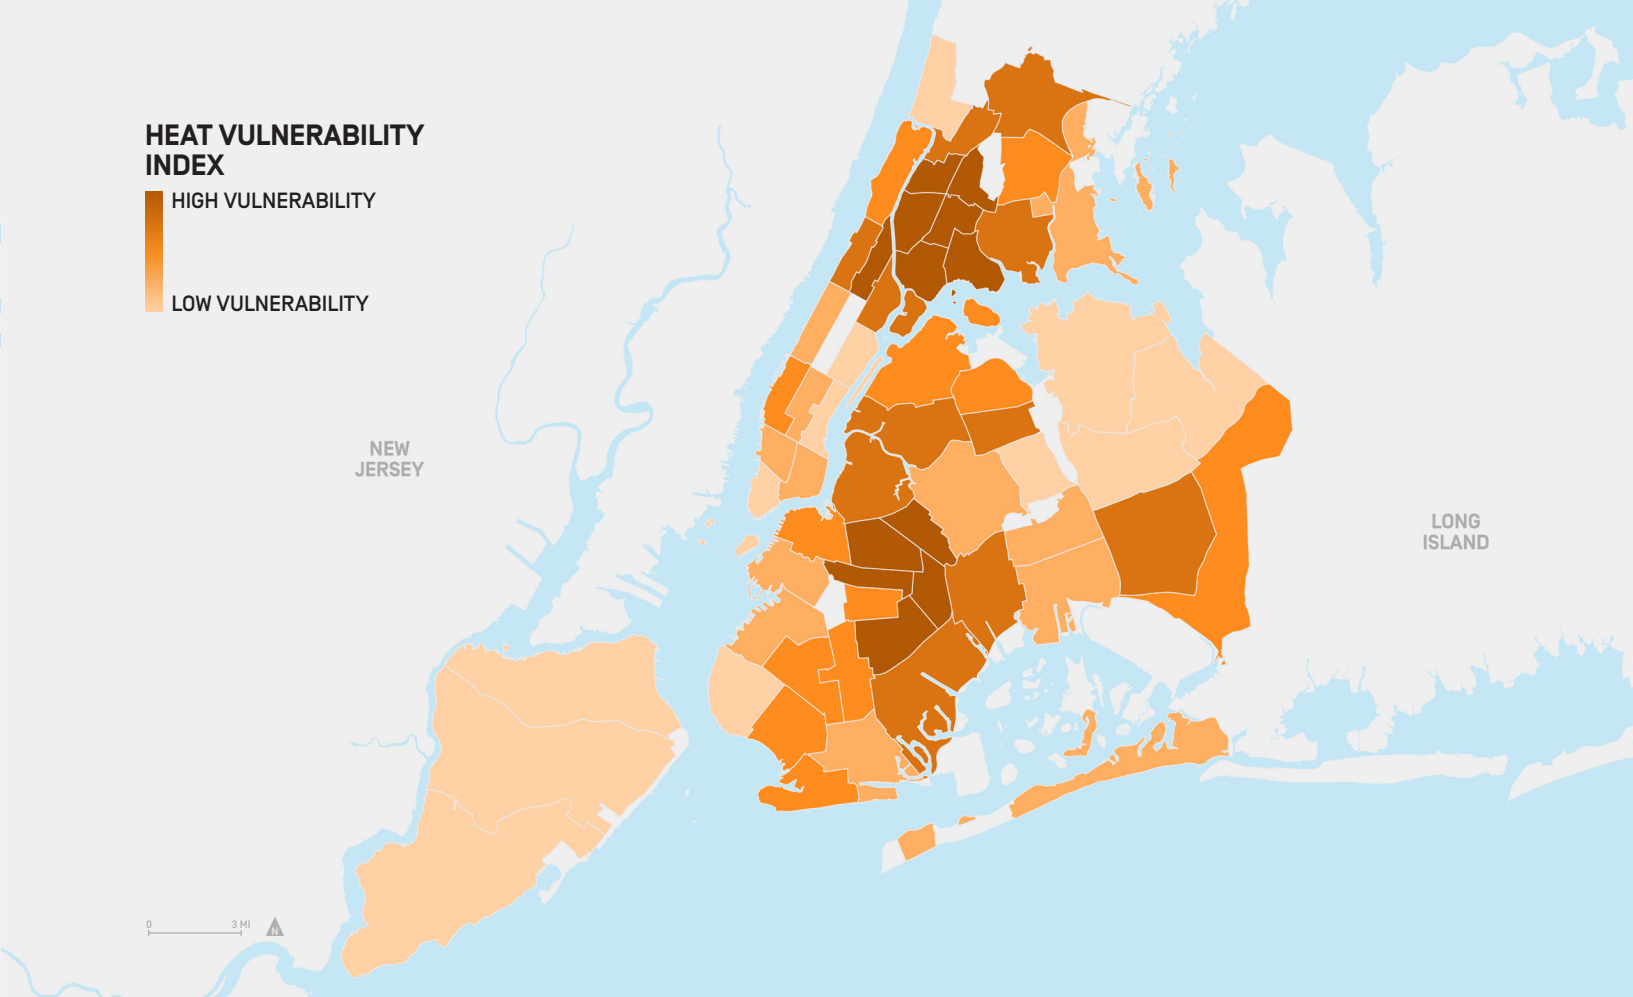 HEAT VULNERABILITY
INDEX
HIGH VULNERABILITY
LOW VULNERABILITY
NEW
JERSEY
LONG
ISLAND
0 3 MI
N